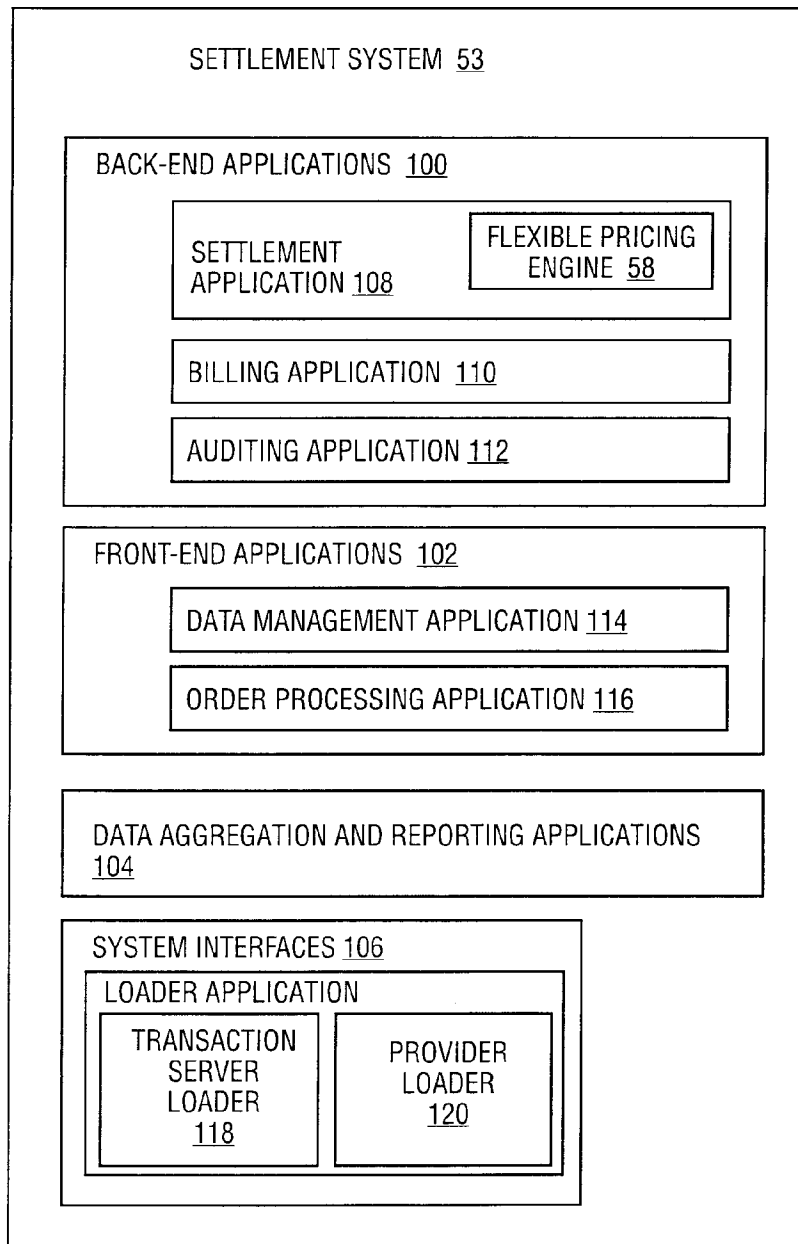 SETTLEMENT SYSTEM 53
BACK-END APPLICATIONS 100
SETTLEMENT
APPLICATION 108
FLEXIBLE PRICING
ENGINE 58
BILLING APPLICATION 110
AUDITING APPLICATION 112
FRONT-END APPLICATIONS 102
DATA MANAGEMENT APPLICATION 114
ORDER PROCESSING APPLICATION 116
DATA AGGREGATION AND REPORTING APPLICATIONS
104
SYSTEM INTERFACES 106
LOADER APPLICATION
TRANSACTION
SERVER
LOADER
118
PROVIDER
LOADER
120